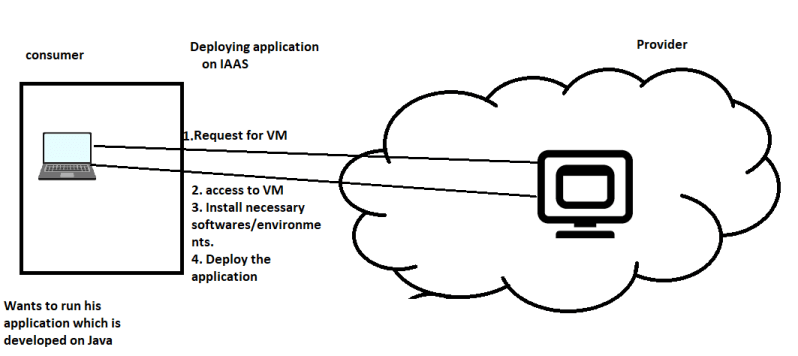 consumer
Deploying application
on IAAS
Provider
1.Request for VM
2. access to VM
3. Install necessary
softwares/environme
nts.
4. Deploy the
application
Wants to run his
application which is
developed on Java